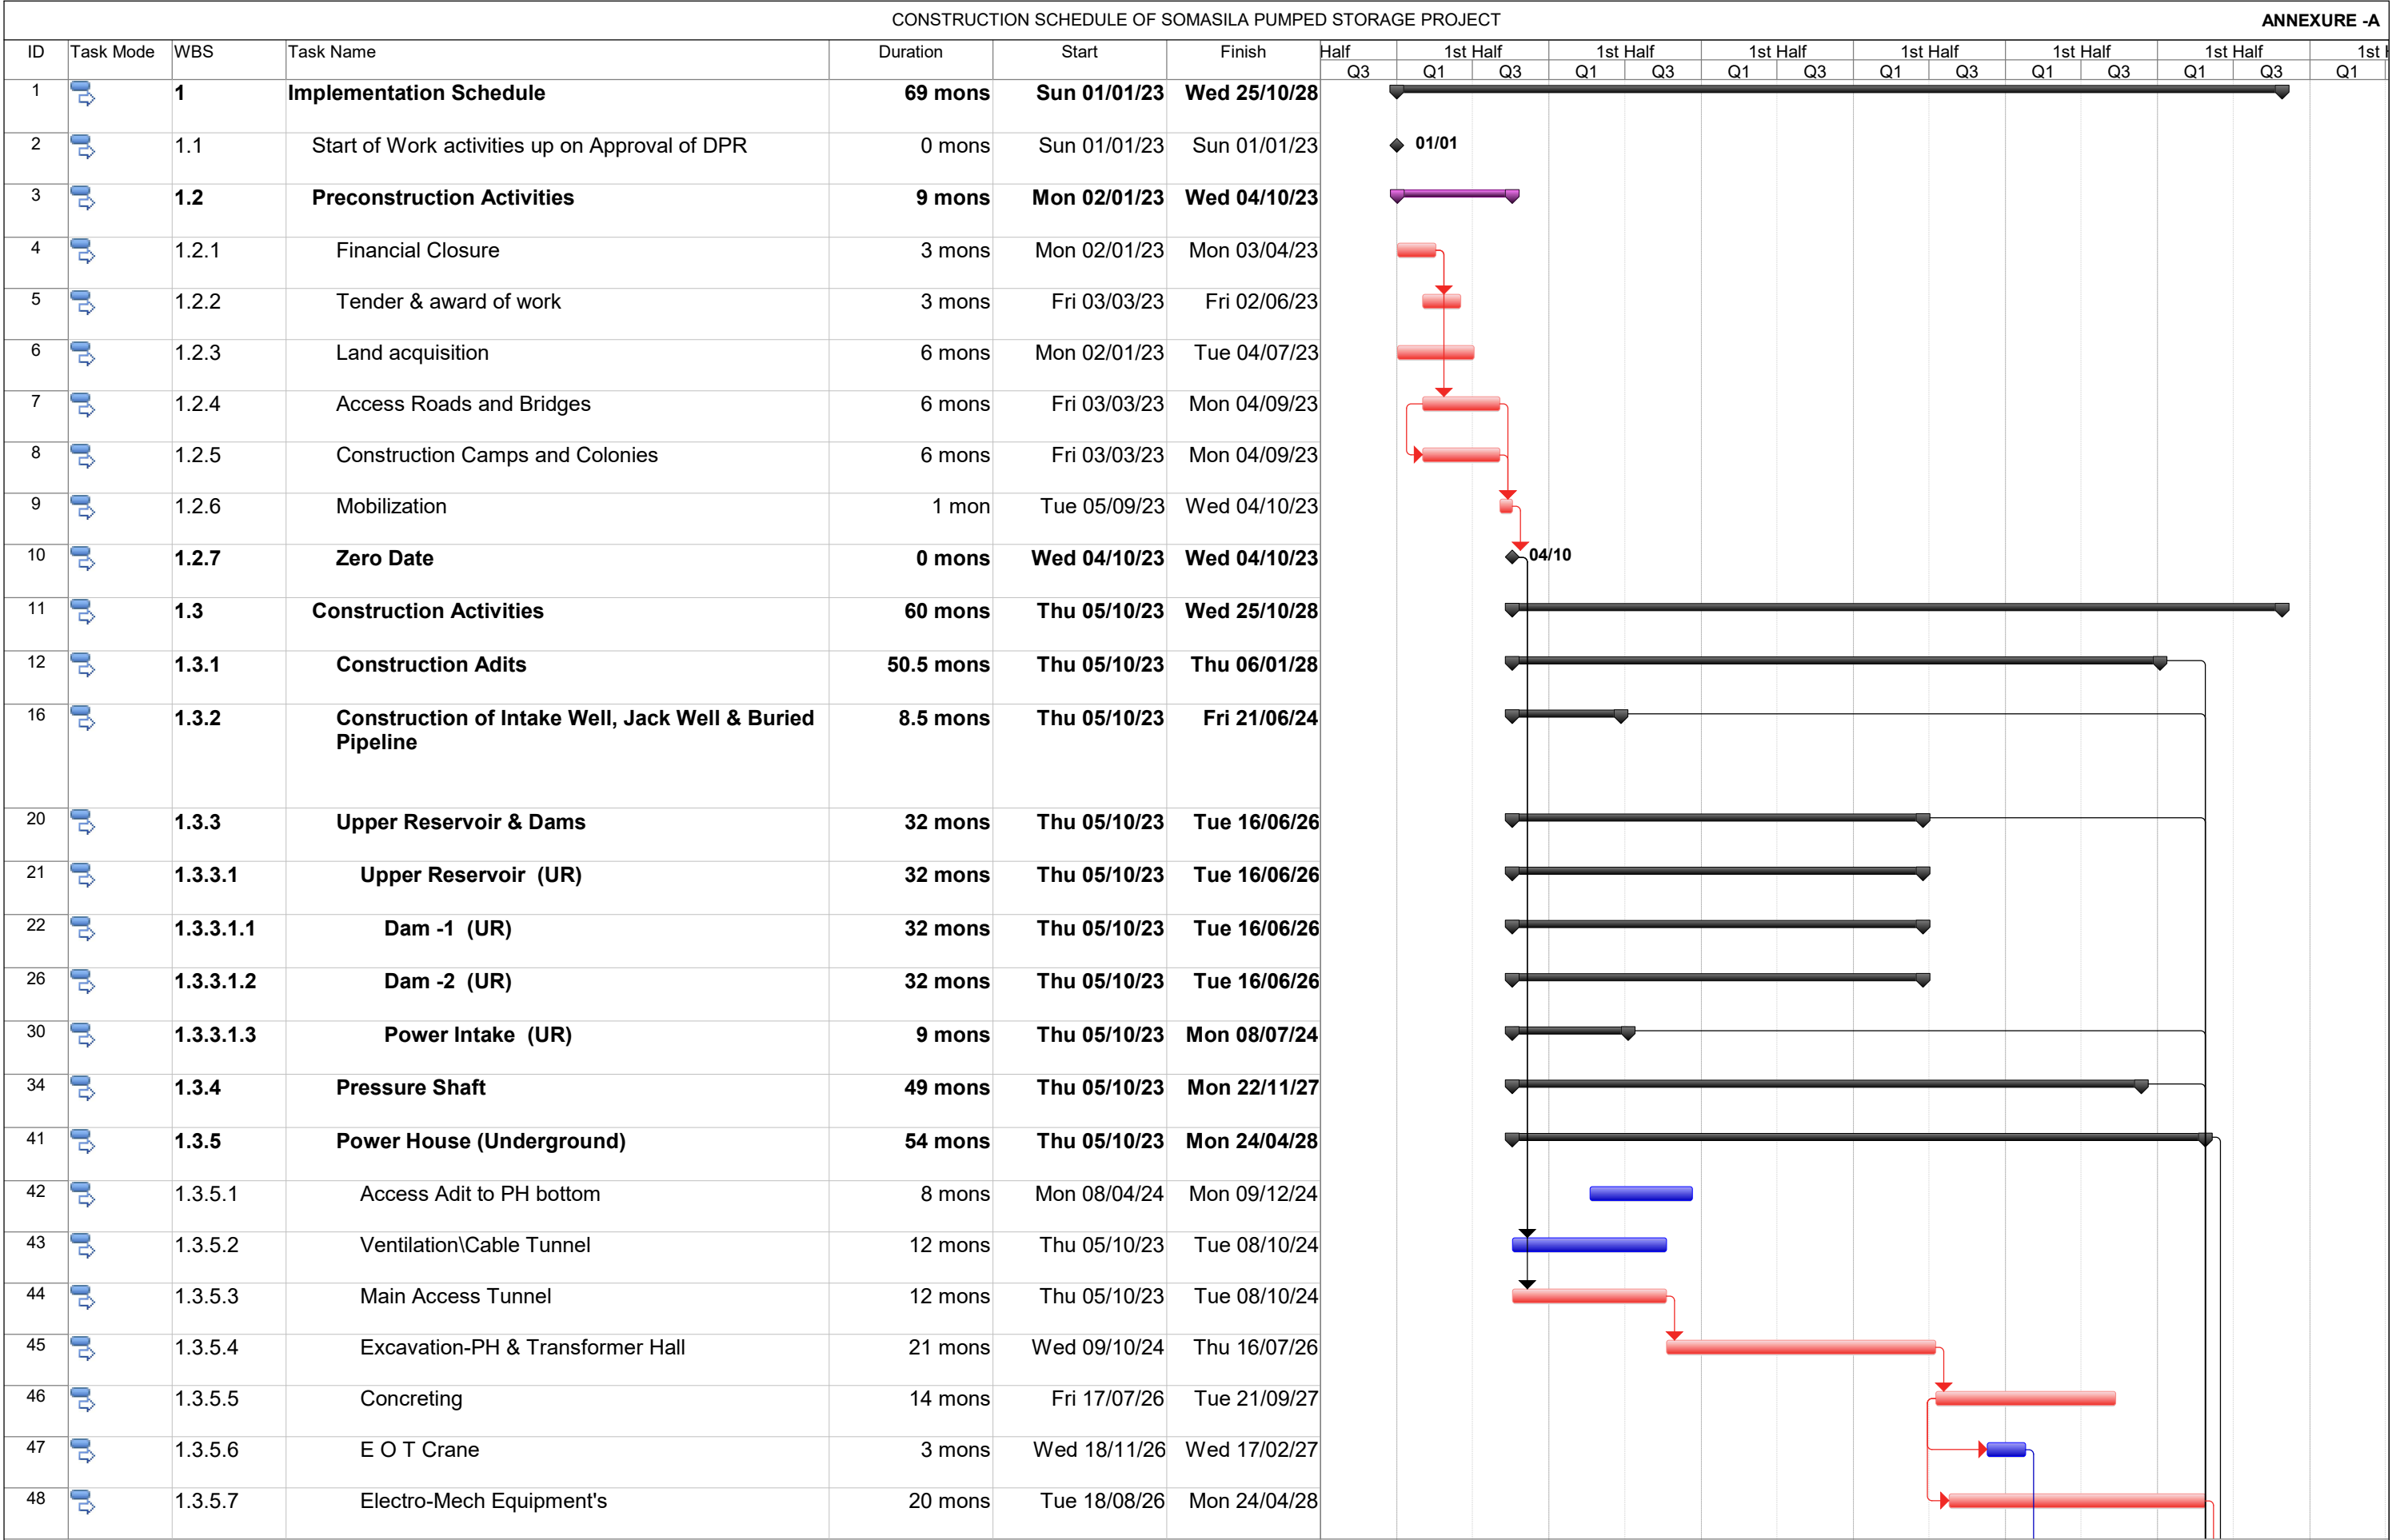 CONSTRUCTION SCHEDULE OF SOMASILA PUMPED STORAGE PROJECT ANNEXURE -A
ID Task Mode WBS Task Name Duration Start Finish Half 1st Half 1st Half 1st Half 1st Half 1st Half 1st Half 1st H
Q3 Q1 Q3 Q1 Q3 Q1 Q3 Q1 Q3 Q1 Q3 Q1 Q3 Q1
1 1 Implementation Schedule 69 mons Sun 01/01/23 Wed 25/10/28
2 1.1 Start of Work activities up on Approval of DPR 0 mons Sun 01/01/23 Sun 01/01/23 01/01
3 1.2 Preconstruction Activities 9 mons Mon 02/01/23 Wed 04/10/23
4 1.2.1 Financial Closure 3 mons Mon 02/01/23 Mon 03/04/23
5 1.2.2 Tender & award of work 3 mons Fri 03/03/23 Fri 02/06/23
6 1.2.3 Land acquisition 6 mons Mon 02/01/23 Tue 04/07/23
7 1.2.4 Access Roads and Bridges 6 mons Fri 03/03/23 Mon 04/09/23
8 1.2.5 Construction Camps and Colonies 6 mons Fri 03/03/23 Mon 04/09/23
9 1.2.6 Mobilization 1 mon Tue 05/09/23 Wed 04/10/23
10 1.2.7 Zero Date 0 mons Wed 04/10/23 Wed 04/10/23 04/10
11 1.3 Construction Activities 60 mons Thu 05/10/23 Wed 25/10/28
12 1.3.1 Construction Adits 50.5 mons Thu 05/10/23 Thu 06/01/28
16 1.3.2 Construction of Intake Well, Jack Well & Buried 8.5 mons Thu 05/10/23 Fri 21/06/24
Pipeline
20 1.3.3 Upper Reservoir & Dams 32 mons Thu 05/10/23 Tue 16/06/26
21 1.3.3.1 Upper Reservoir (UR) 32 mons Thu 05/10/23 Tue 16/06/26
22 1.3.3.1.1 Dam -1 (UR) 32 mons Thu 05/10/23 Tue 16/06/26
26 1.3.3.1.2 Dam -2 (UR) 32 mons Thu 05/10/23 Tue 16/06/26
30 1.3.3.1.3 Power Intake (UR) 9 mons Thu 05/10/23 Mon 08/07/24
34 1.3.4 Pressure Shaft 49 mons Thu 05/10/23 Mon 22/11/27
41 1.3.5 Power House (Underground) 54 mons Thu 05/10/23 Mon 24/04/28
42 1.3.5.1 Access Adit to PH bottom 8 mons Mon 08/04/24 Mon 09/12/24
43 1.3.5.2 Ventilation\Cable Tunnel 12 mons Thu 05/10/23 Tue 08/10/24
44 1.3.5.3 Main Access Tunnel 12 mons Thu 05/10/23 Tue 08/10/24
45 1.3.5.4 Excavation-PH & Transformer Hall 21 mons Wed 09/10/24 Thu 16/07/26
46 1.3.5.5 Concreting 14 mons Fri 17/07/26 Tue 21/09/27
47 1.3.5.6 E O T Crane 3 mons Wed 18/11/26 Wed 17/02/27
48 1.3.5.7 Electro-Mech Equipment's 20 mons Tue 18/08/26 Mon 24/04/28